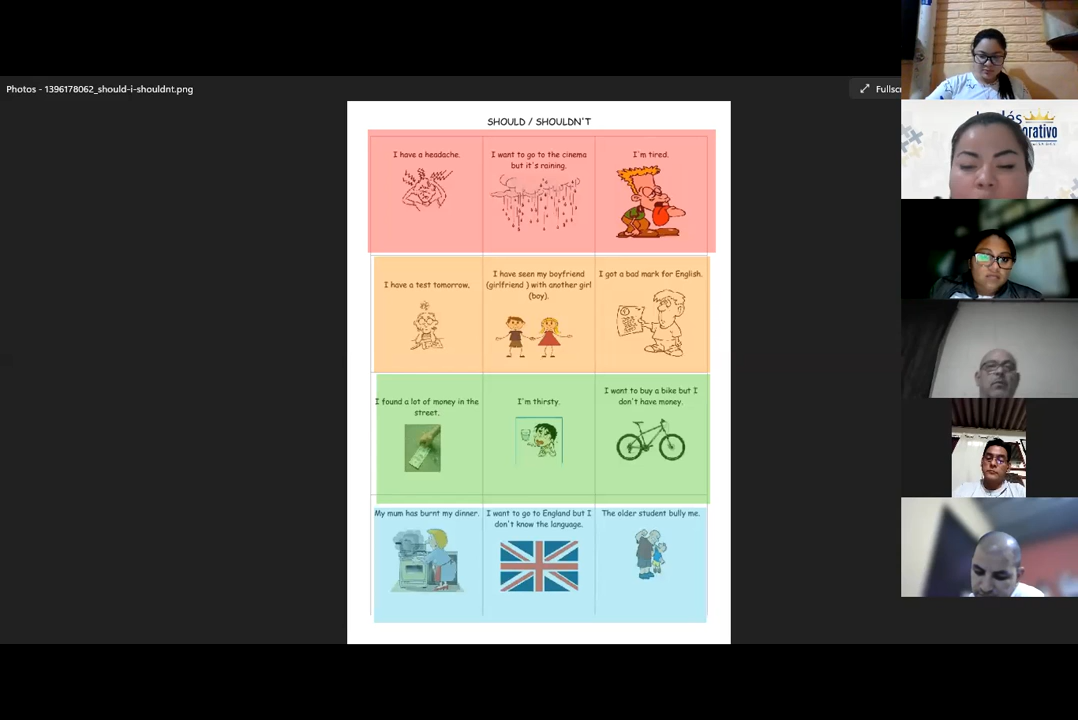 Photos - 1396178062_should-i-shouldnt.png
SHOULD / SHOULDN'T
I have a headache.
I want to go to the cinema
but it's raining.
I'm tired.
I have a test tomorrow.
I have seen my boyfriend
(girlfriend ) with another girl
(boy).
I got a bad mark for English.
I found a lot of money in the
street.
I'm thirsty.
I want to buy a bike but I
don't have money.
My mum has burnt my dinner.
I want to go to England but I
don't know the language.
The older student bully me.